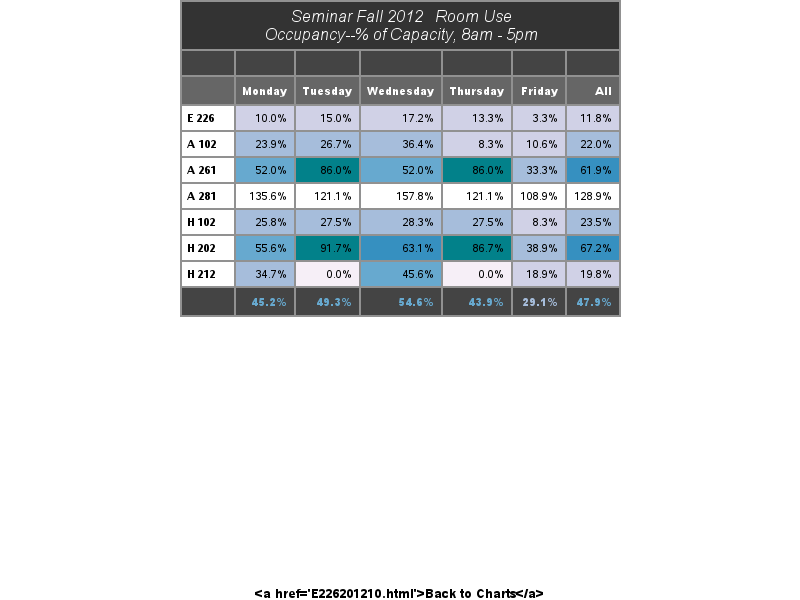 Seminar Fall 2012 Room Use
Occupancy--% of Capacity, 8am - 5pm
Monday Tuesday Wednesday Thursday Friday All
E 226 10.0% 15.0% 17.2% 13.3% 3.3% 11.8%
A 102 23.9% 26.7% 36.4% 8.3% 10.6% 22.0%
A 261 52.0% 86.0% 52.0% 86.0% 33.3% 61.9%
A 281 135.6% 121.1% 157.8% 121.1% 108.9% 128.9%
H 102 25.8% 27.5% 28.3% 27.5% 8.3% 23.5%
H 202 55.6% 91.7% 63.1% 86.7% 38.9% 67.2%
H 212 34.7% 0.0% 45.6% 0.0% 18.9% 19.8%
45.2% 49.3% 54.6% 43.9% 29.1% 47.9%
<a href='E226201210.html'>Back to Charts</a>